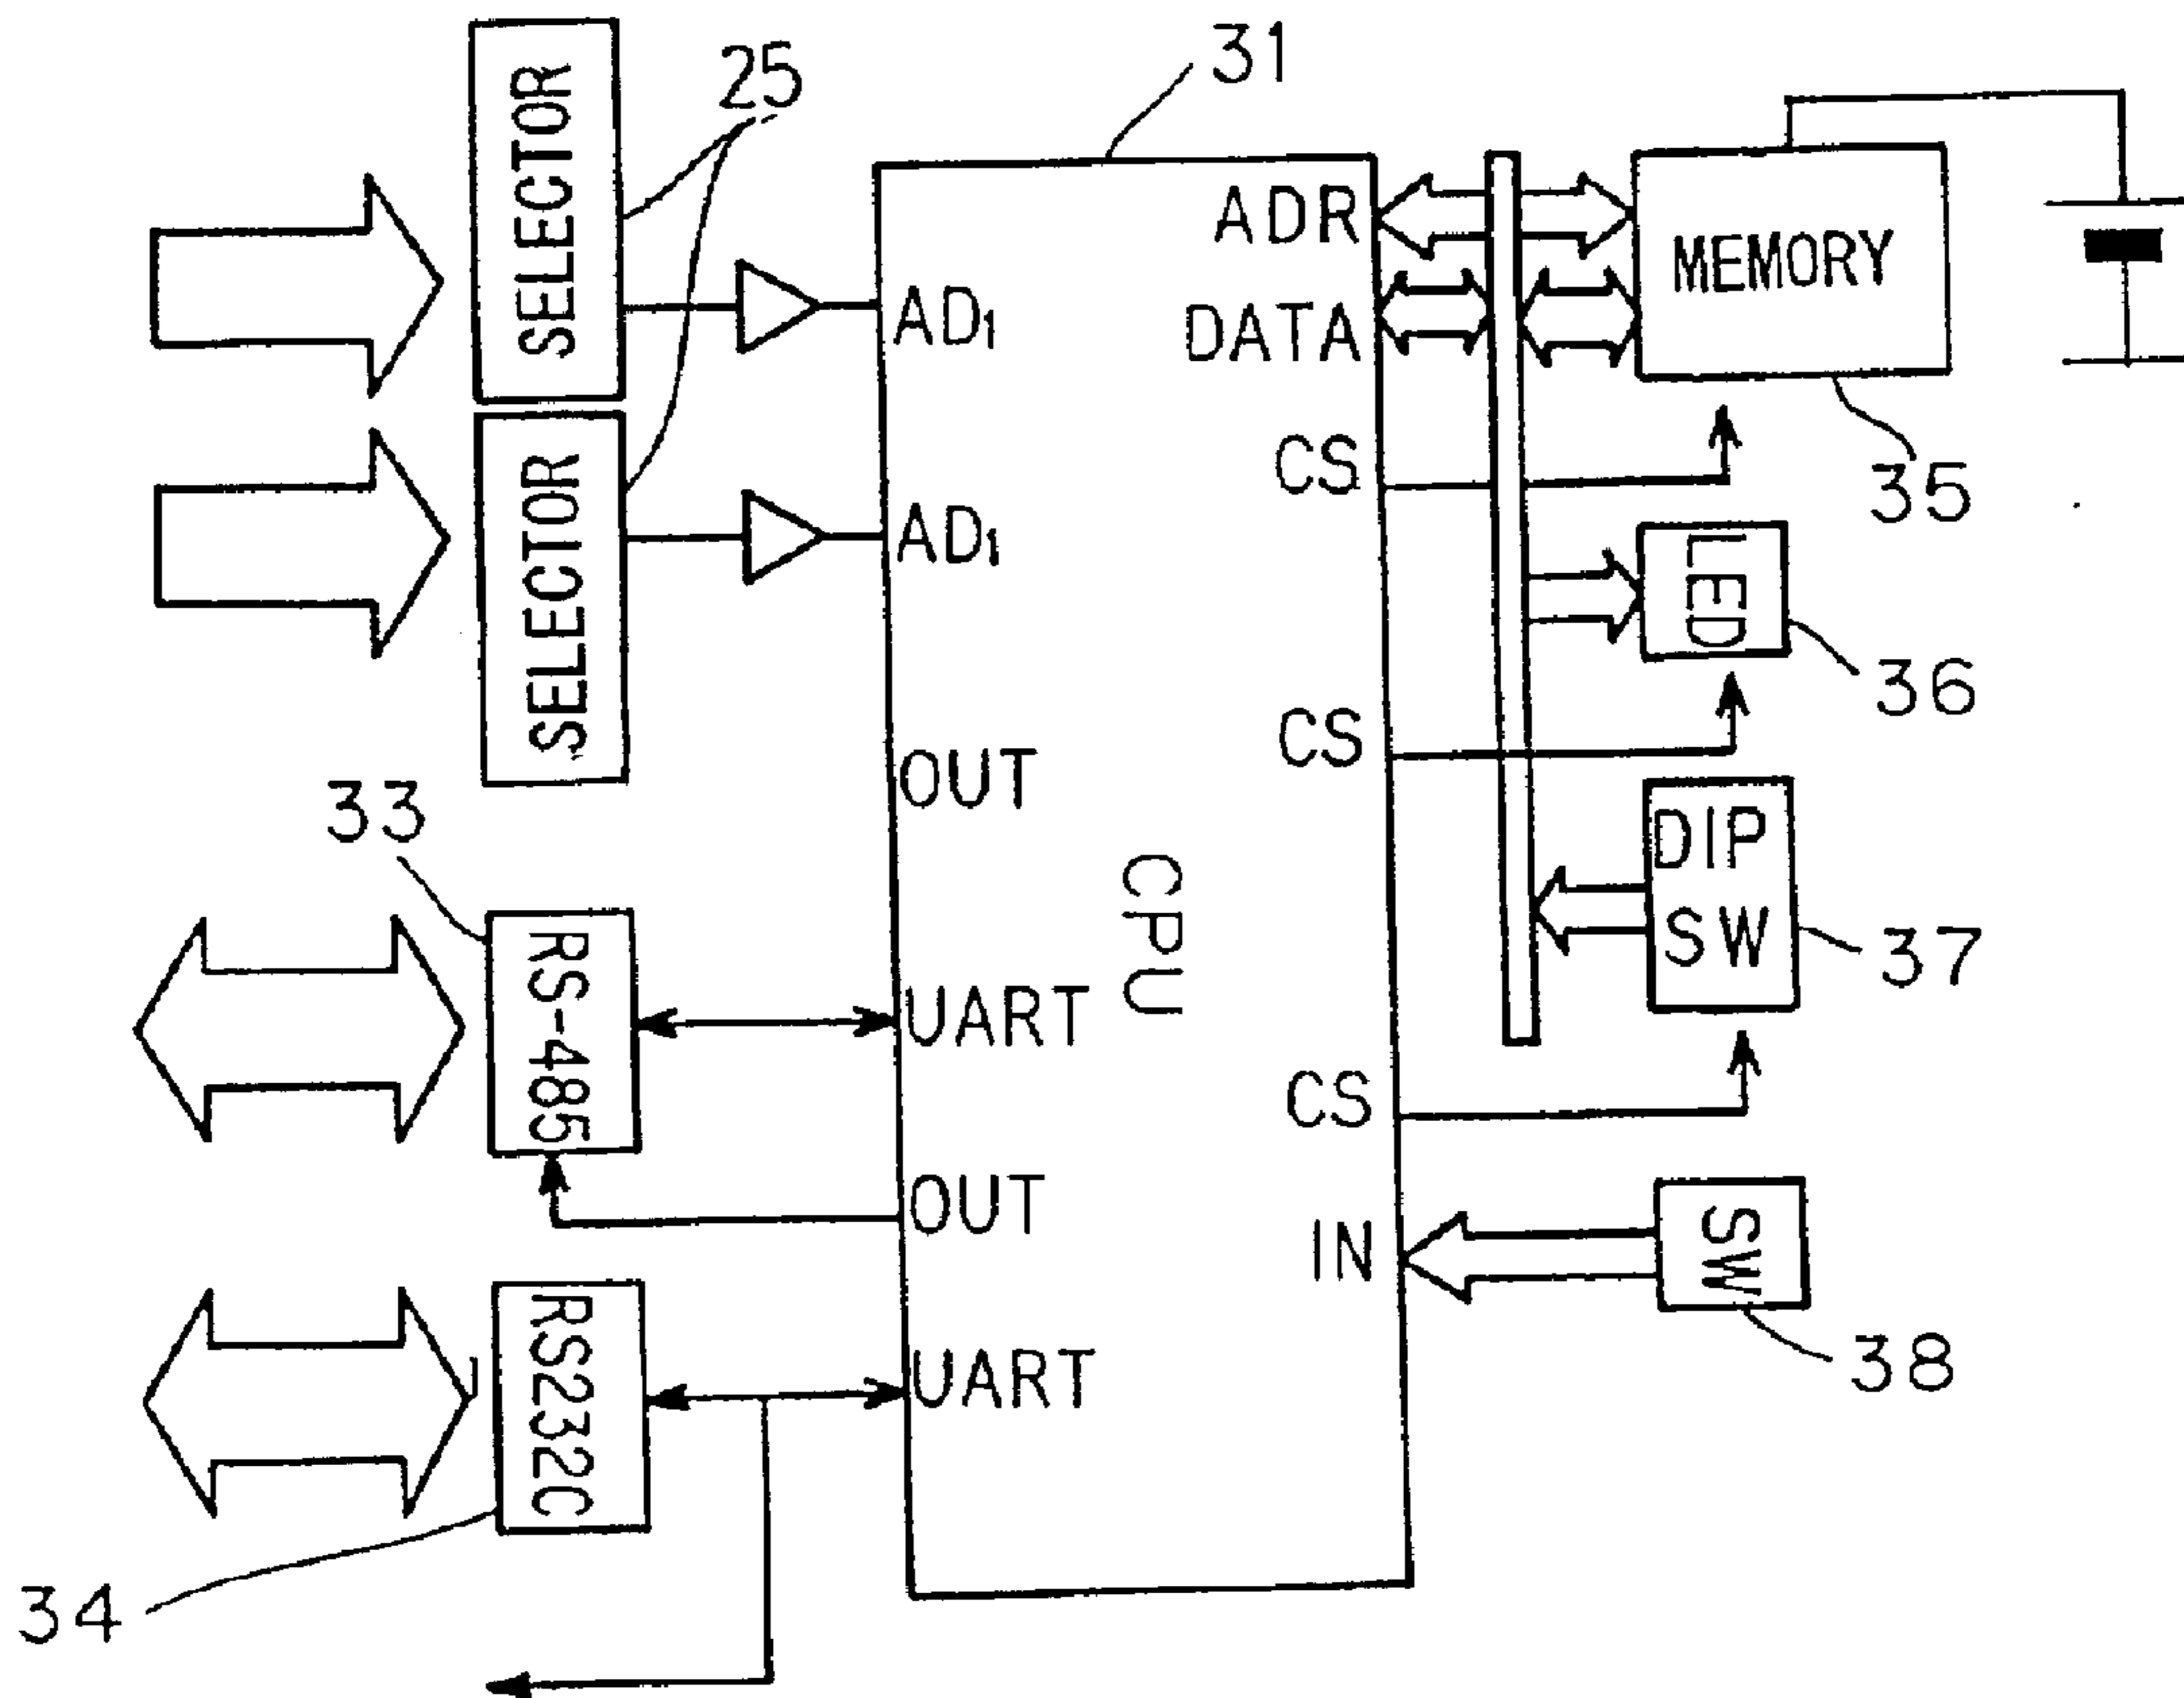 SELECTOR
25
31
AD1
SELECTOR
AD1
OUT
33
RS-485
UART
OUT
RS232C
UART
34
CPU
ADR
DATA
MEMORY
35
CS
LED
36
CS
DIP
SW
37
CS
IN
SW
38